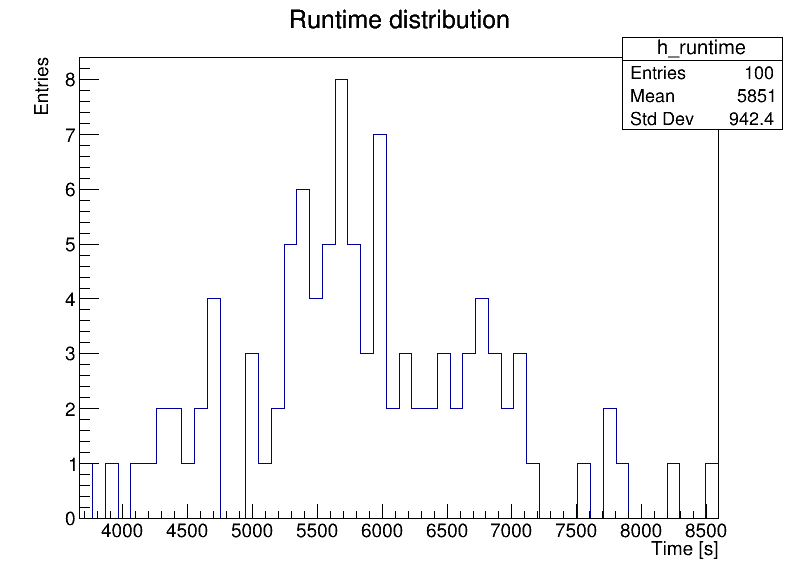 Runtime distribution
h_runtime
Entries 100
Mean 5851
Std Dev 942.4
Entries
8
7
6
5
4
3
2
1
0
4000 4500 5000 5500 6000 6500 7000 7500 8000 8500
Time [s]